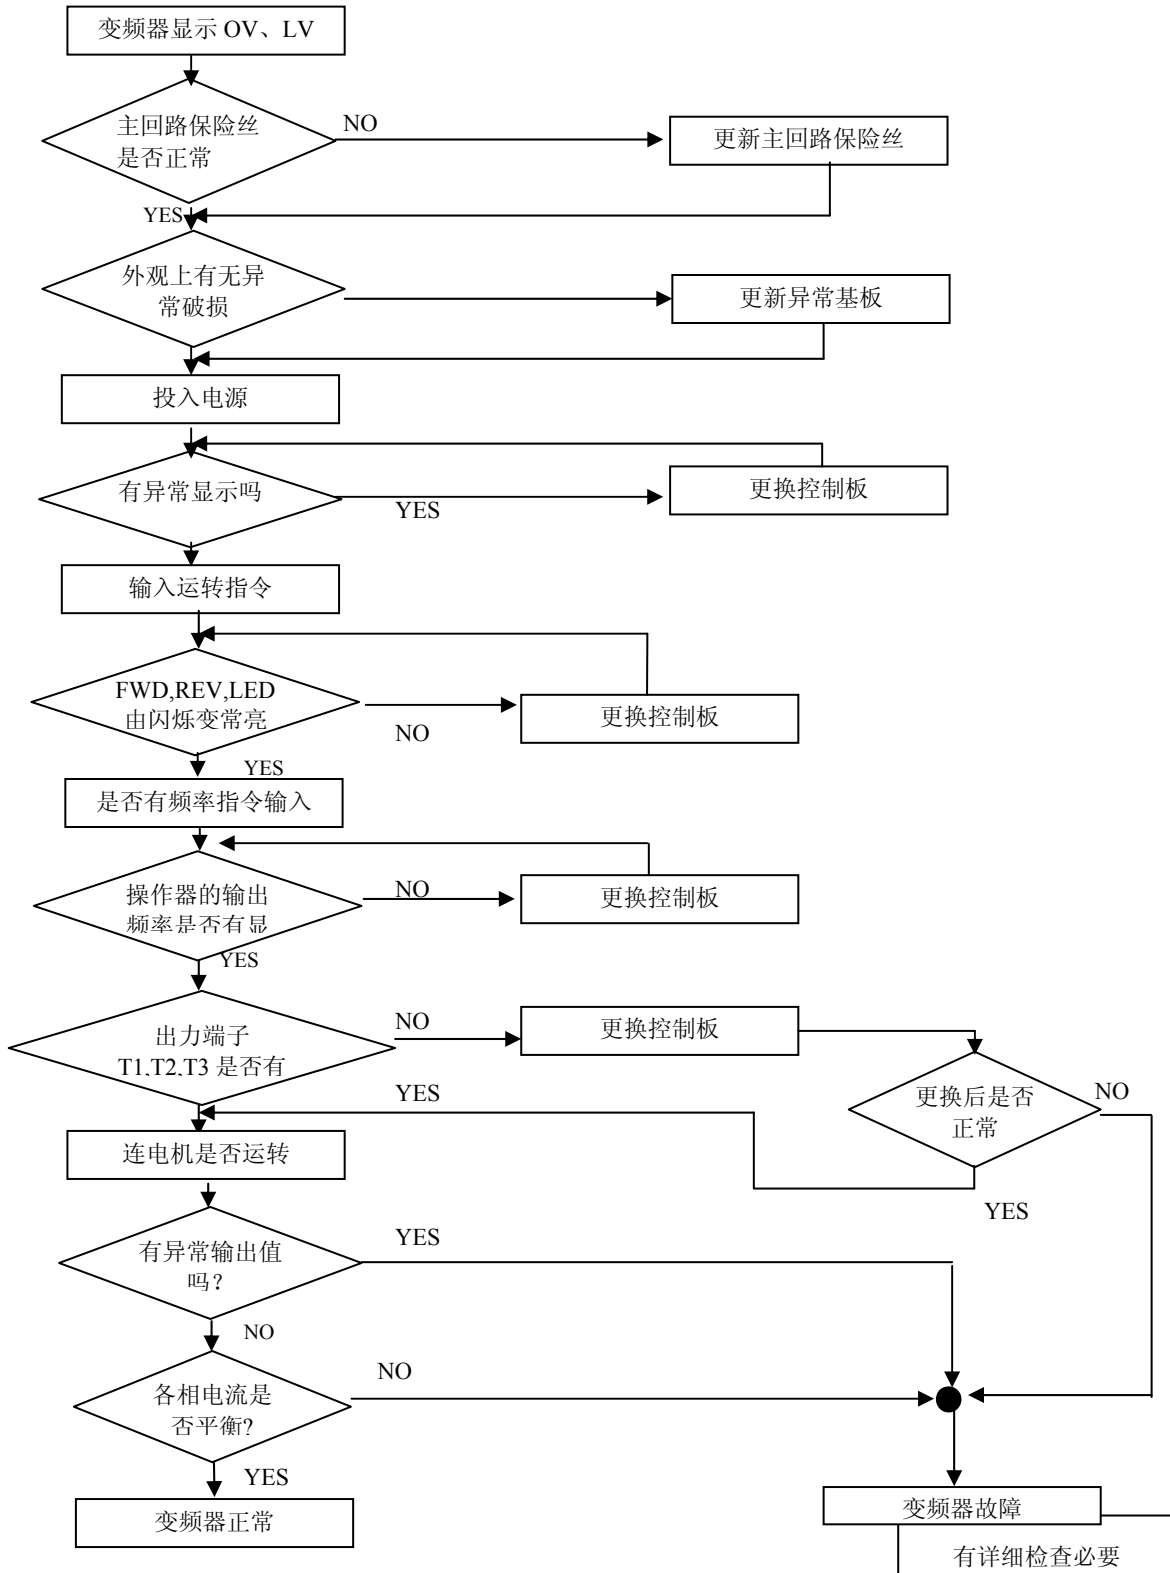 变频器显示 OV、LV
主回路保险丝
是否正常
NO
更新主回路保险丝
YES
外观上有无异
常破损
更新异常基板
投入电源
有异常显示吗
YES
更换控制板
输入运转指令
FWD,REV,LED
由闪烁变常亮
NO
更换控制板
YES
是否有频率指令输入
操作器的输出
频率是否有显
NO
更换控制板
YES
出力端子
T1,T2,T3 是否有
NO
更换控制板
YES
更换后是否
正常
NO
YES
连电机是否运转
有异常输出值
吗?
YES
NO
各相电流是
否平衡?
NO
YES
变频器正常
变频器故障
有详细检查必要